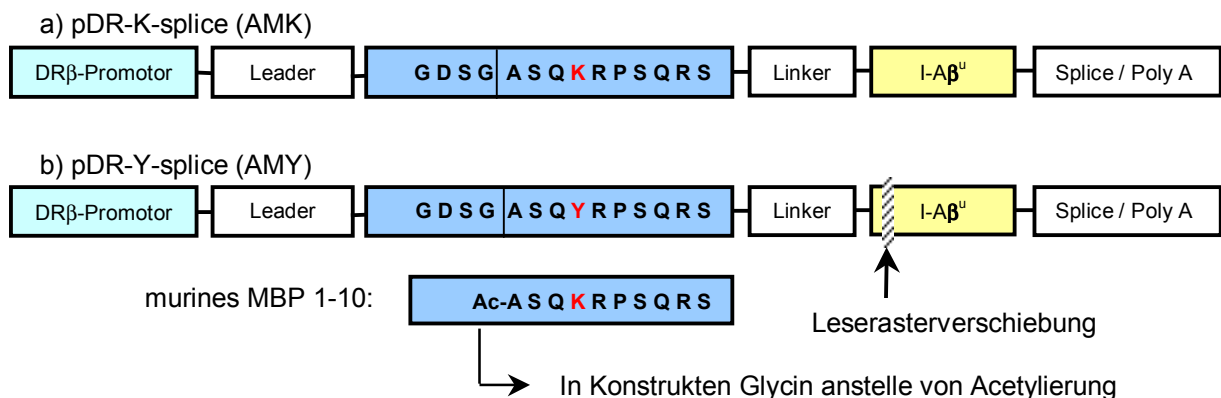 a) pDR-K-splice (AMK)
DRβ-Promotor Leader G D S G A S Q K R P S Q R S Linker I-Aβᵘ Splice / Poly A
b) pDR-Y-splice (AMY)
DRβ-Promotor Leader G D S G A S Q Y R P S Q R S Linker I-Aβᵘ Splice / Poly A
murines MBP 1-10: Ac-A S Q K R P S Q R S
Leserasterverschiebung
In Konstrukten Glycin anstelle von Acetylierung